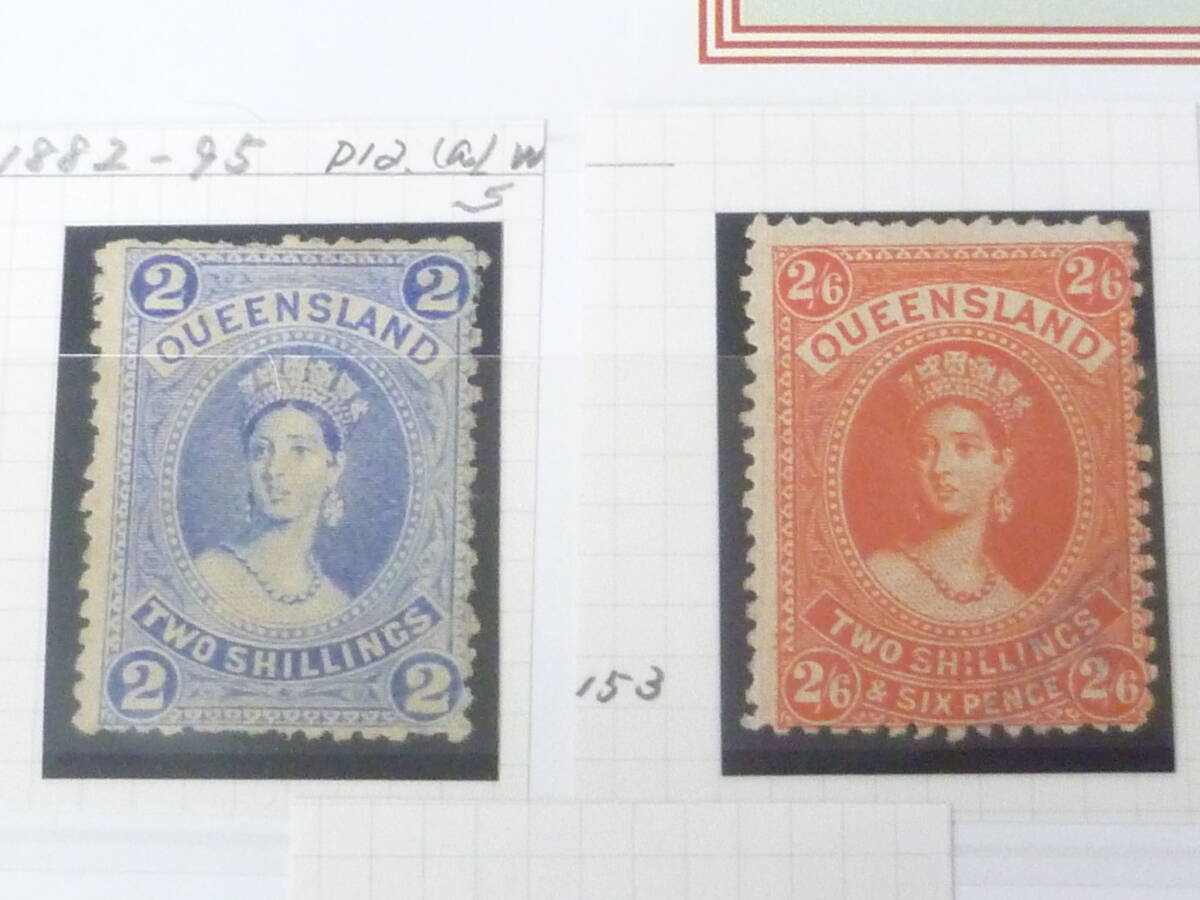 1882-95 P12. (a) W
5
2 2
QUEENSLAND
TWO SHILLINGS
2 2
2/6 2/6
QUEENSLAND
TWO SHILLINGS
2/6 & SIX PENCE 2/6
153